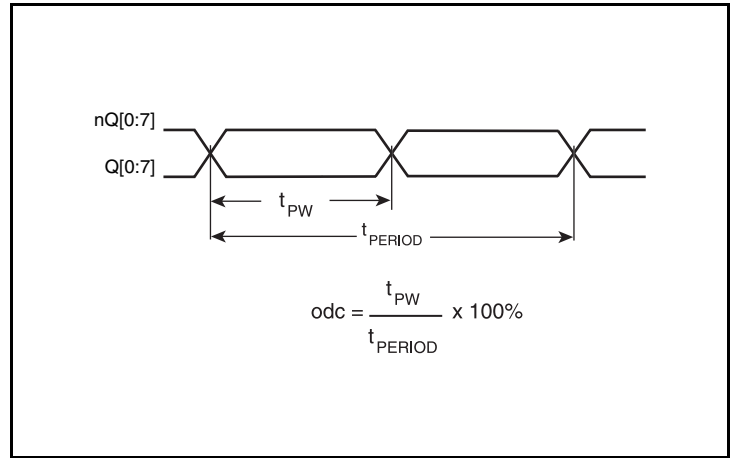 nQ[0:7]
Q[0:7]
tPW
tPERIOD
odc = tPW / tPERIOD x 100%